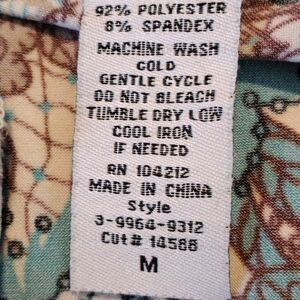 92% POLYESTER
8% SPANDEX
MACHINE WASH
COLD
GENTLE CYCLE
DO NOT BLEACH
TUMBLE DRY LOW
COOL IRON
IF NEEDED
RN 104212
MADE IN CHINA
Style
3-9964-9312
Cut# 14588
M